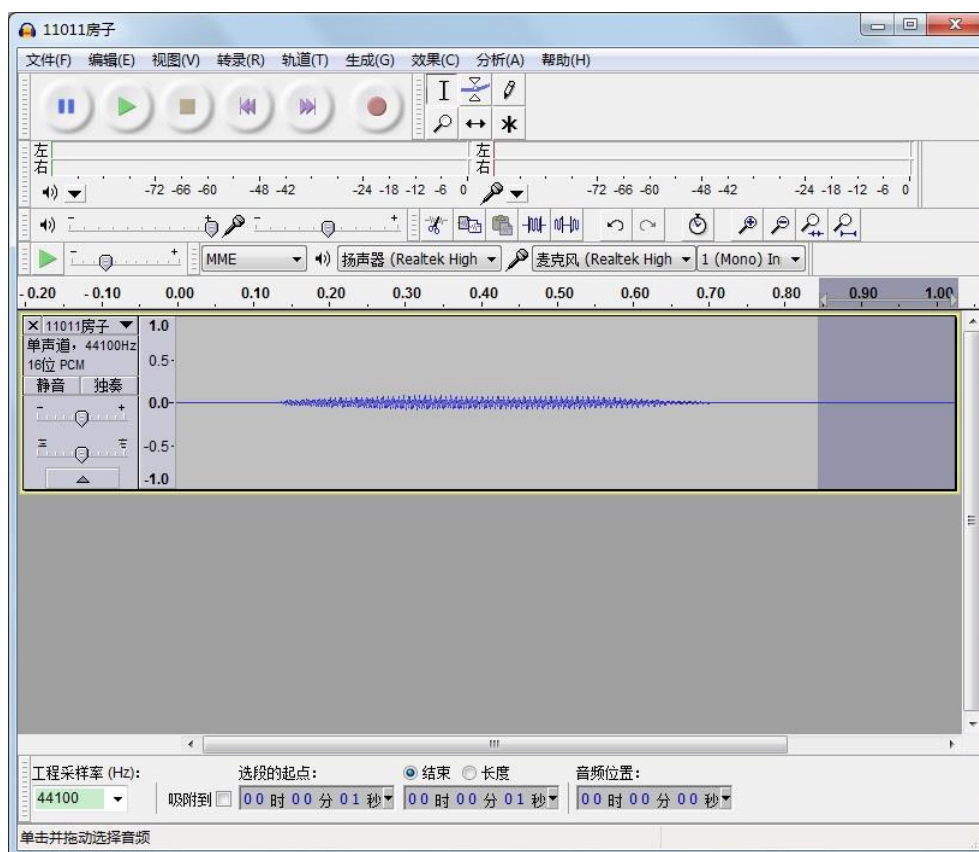 11011房子
文件(F) 编辑(E) 视图(V) 转录(R) 轨道(T) 生成(G) 效果(C) 分析(A) 帮助(H)
左 左
右 右
-72 -66 -60 -48 -42 -24 -18 -12 -6 0 -72 -66 -60 -48 -42 -24 -18 -12 -6 0
- + - +
- + MME 扬声器 (Realtek High 麦克风 (Realtek High 1 (Mono) In
- 0.20 - 0.10 0.00 0.10 0.20 0.30 0.40 0.50 0.60 0.70 0.80 0.90 1.00
× 11011房子 1.0
单声道，44100Hz
16位 PCM 0.5
静音 独奏
- + 0.0
左 右 -0.5
-1.0
工程采样率 (Hz)： 选段的起点： 结束 长度 音频位置：
44100 吸附到 00 时 00 分 01 秒 00 时 00 分 01 秒 00 时 00 分 00 秒
单击并拖动选择音频